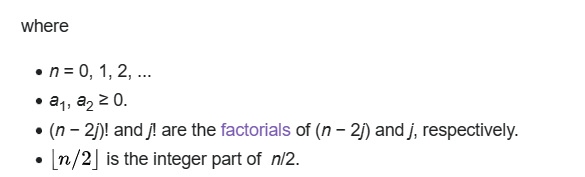 where
• n = 0, 1, 2, ...
• a₁, a₂ ≥ 0.
• (n − 2j)! and j! are the factorials of (n − 2j) and j, respectively.
• ⌊n/2⌋ is the integer part of n/2.